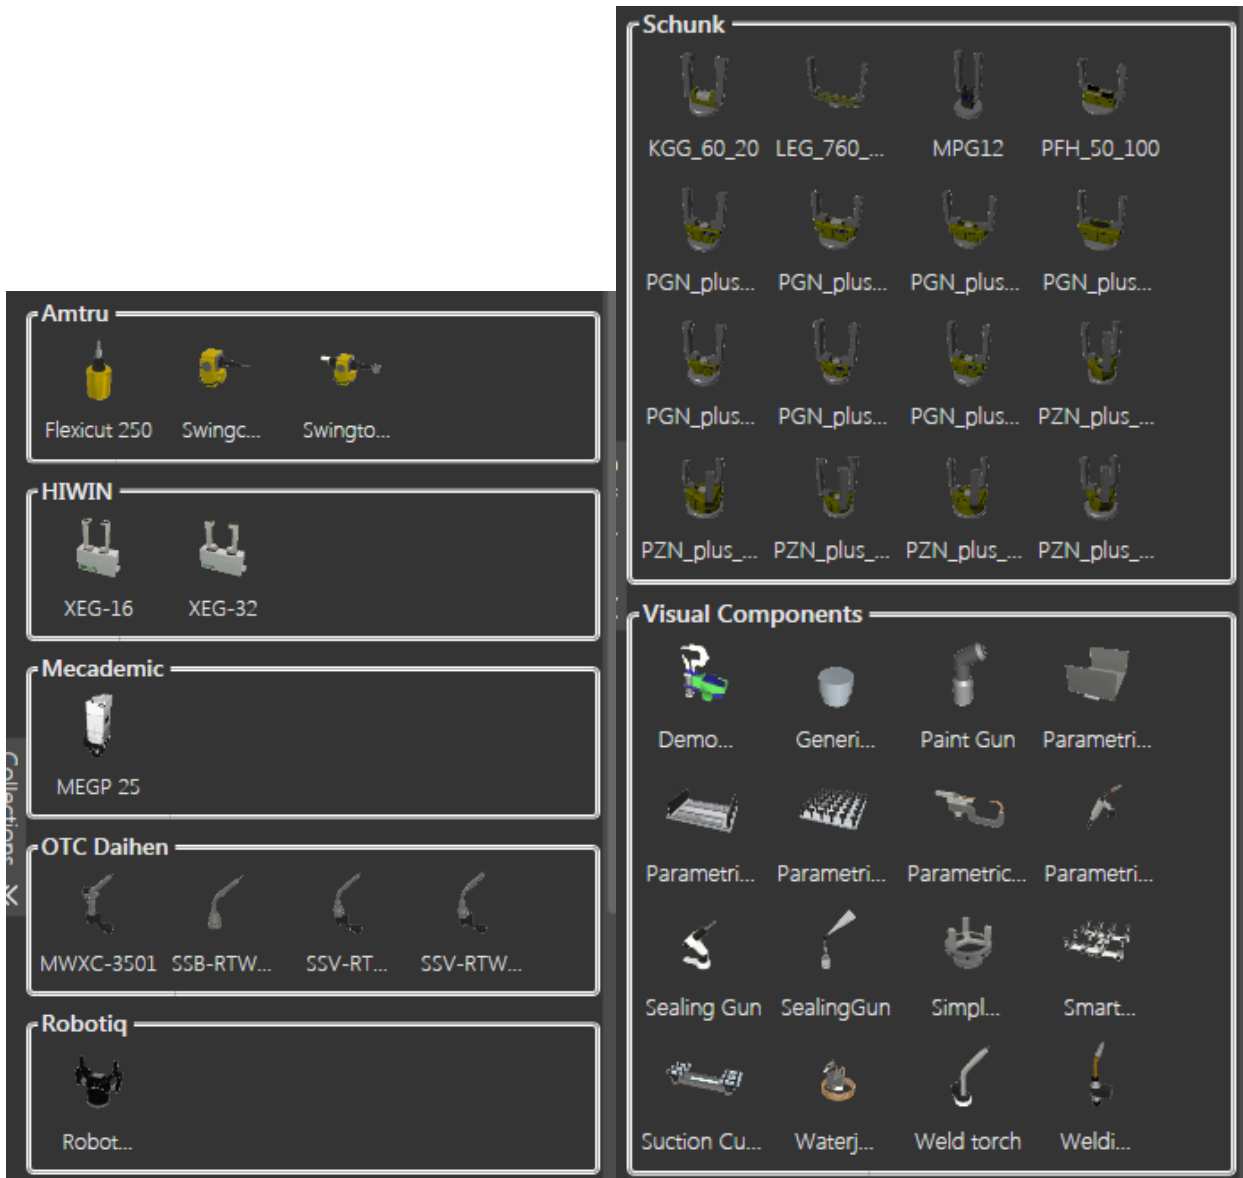 Amtru
Flexicut 250 Swingc... Swingto...
HIWIN
XEG-16 XEG-32
Mecademic
MEGP 25
Collections
OTC Daihen
MWXC-3501 SSB-RTW... SSV-RT... SSV-RTW...
Robotiq
Robot...
Schunk
KGG_60_20 LEG_760_... MPG12 PFH_50_100
PGN_plus... PGN_plus... PGN_plus... PGN_plus...
PGN_plus... PGN_plus... PGN_plus... PZN_plus_...
PZN_plus_... PZN_plus_... PZN_plus_... PZN_plus_...
Visual Components
Demo... Generi... Paint Gun Parametri...
Parametri... Parametri... Parametric... Parametri...
Sealing Gun SealingGun Simpl... Smart...
Suction Cu... Waterj... Weld torch Weldi...